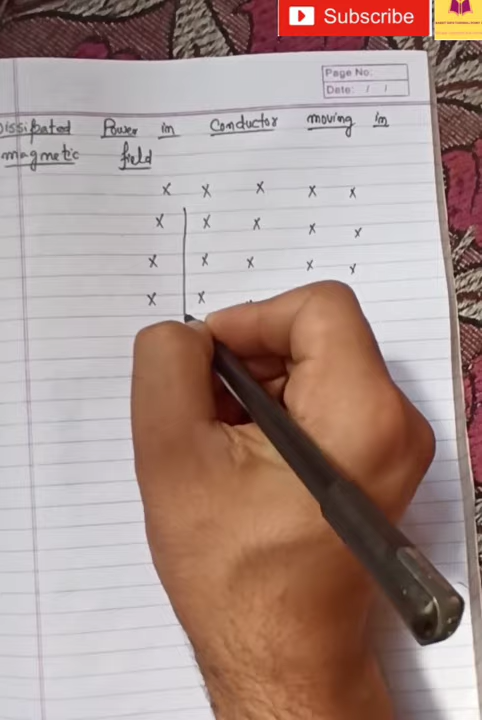 Subscribe
Page No:
Date: / /
Dissipated Power in Conductor moving in
magnetic field
x x x x x
x x x x x
x x x x x
x x